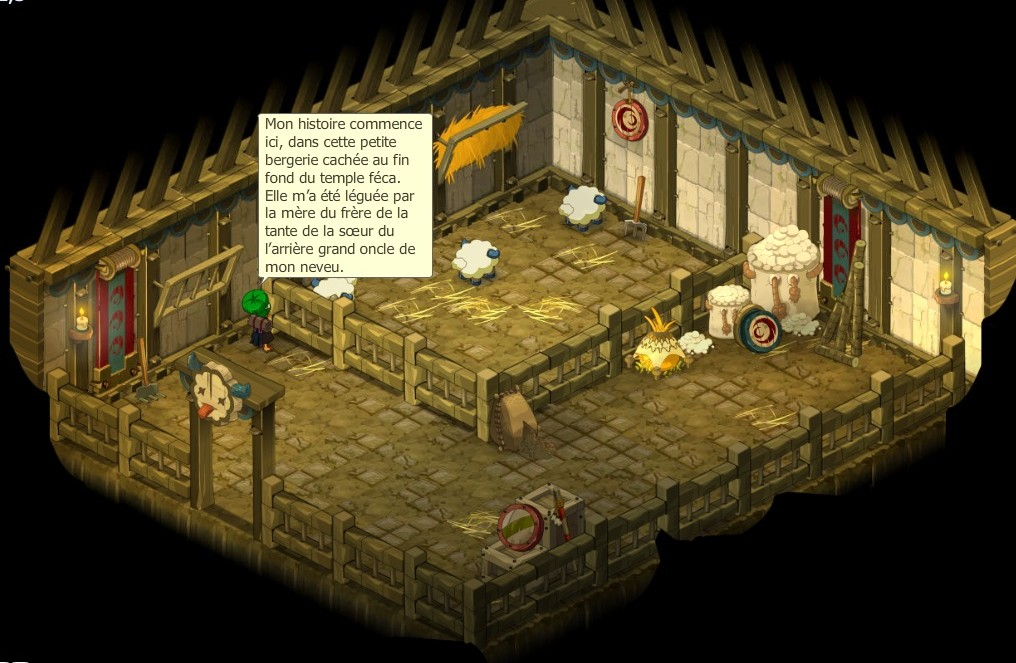 Mon histoire commence
ici, dans cette petite
bergerie cachée au fin
fond du temple féca.
Elle m'a été léguée par
la mère du frère de la
tante de la sœur du
l'arrière grand oncle de
mon neveu.